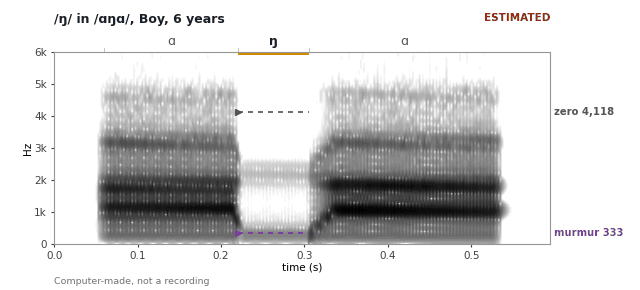 /ŋ/ in /ɑŋɑ/, Boy, 6 years
ESTIMATED
ɑ ŋ ɑ
6k
5k
4k
3k
2k
1k
0
Hz
zero 4,118
murmur 333
0.0 0.1 0.2 0.3 0.4 0.5
time (s)
Computer-made, not a recording